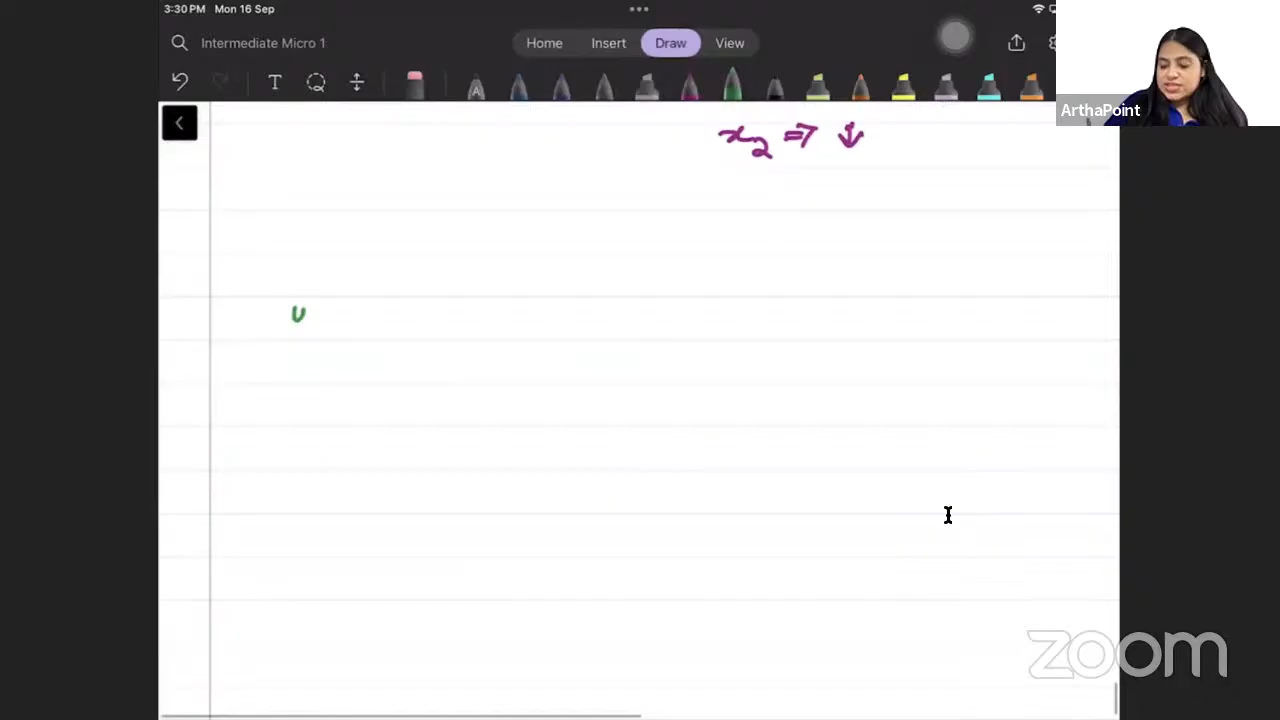 3:30 PM Mon 16 Sep
Intermediate Micro 1
Home Insert Draw View
T
A
ArthaPoint
x₂ ⇒ ↓
U
zoom